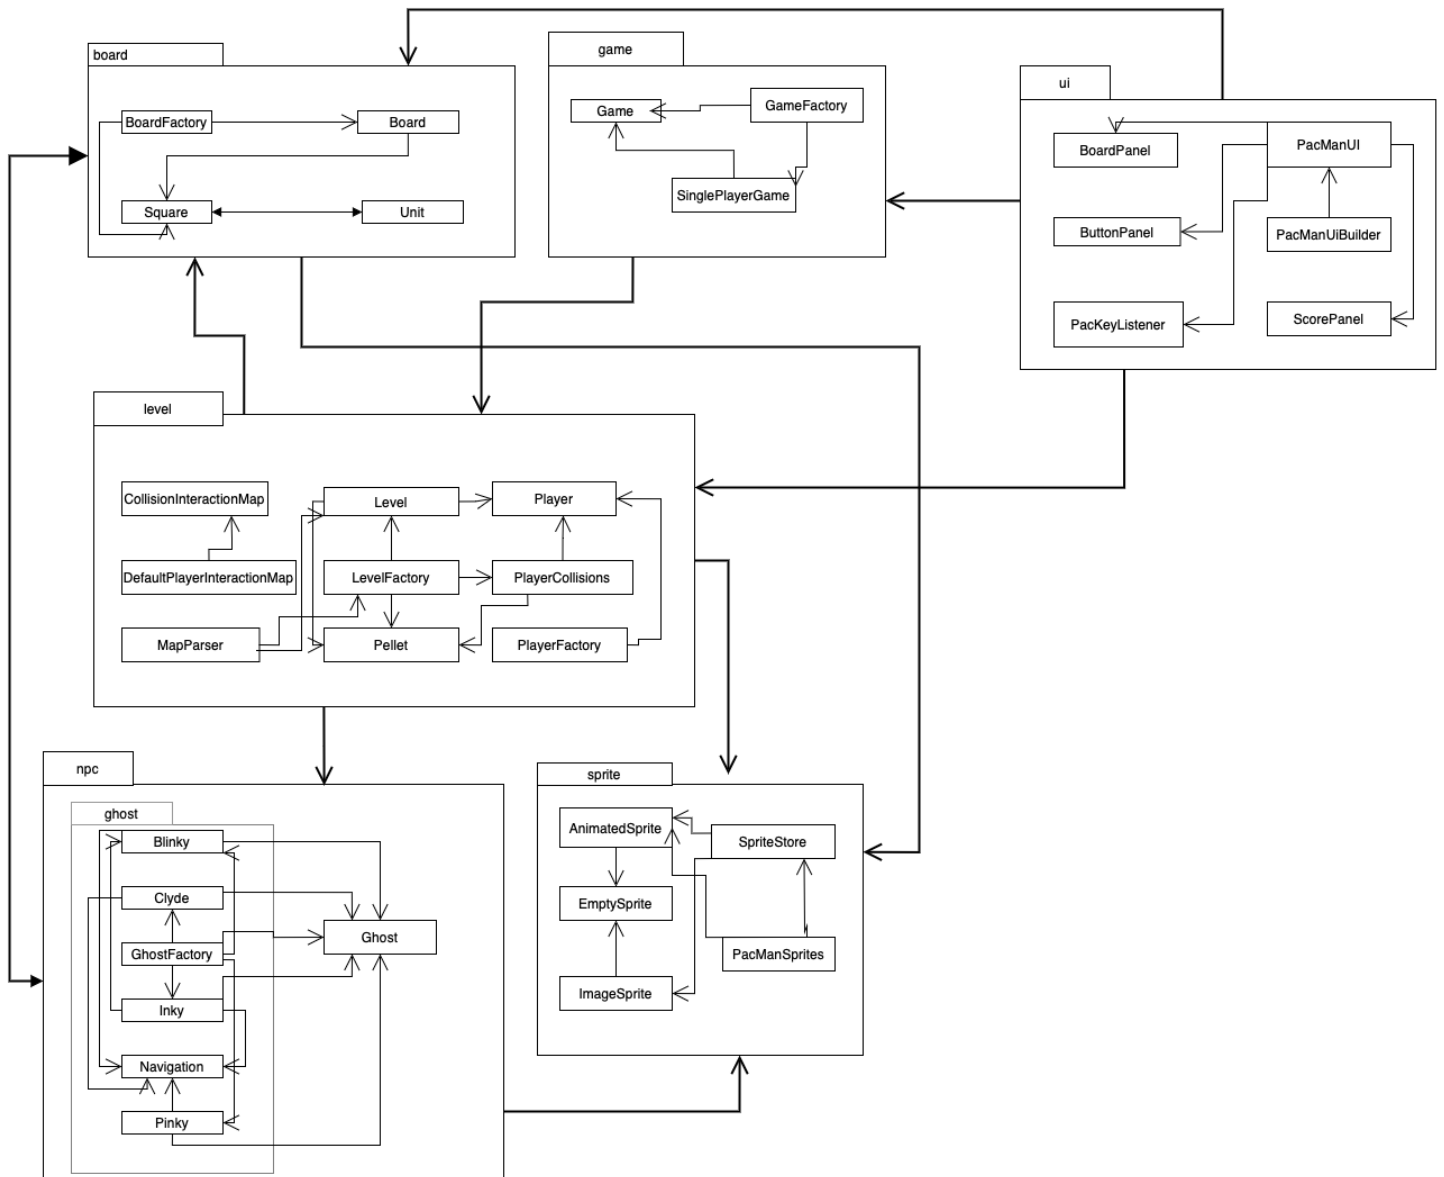 board
game
ui
BoardFactory
Board
Square
Unit
Game
GameFactory
SinglePlayerGame
BoardPanel
PacManUI
ButtonPanel
PacManUiBuilder
PacKeyListener
ScorePanel
level
CollisionInteractionMap
Level
Player
DefaultPlayerInteractionMap
LevelFactory
PlayerCollisions
MapParser
Pellet
PlayerFactory
npc
ghost
Blinky
Clyde
GhostFactory
Ghost
Inky
Navigation
Pinky
sprite
AnimatedSprite
SpriteStore
EmptySprite
PacManSprites
ImageSprite